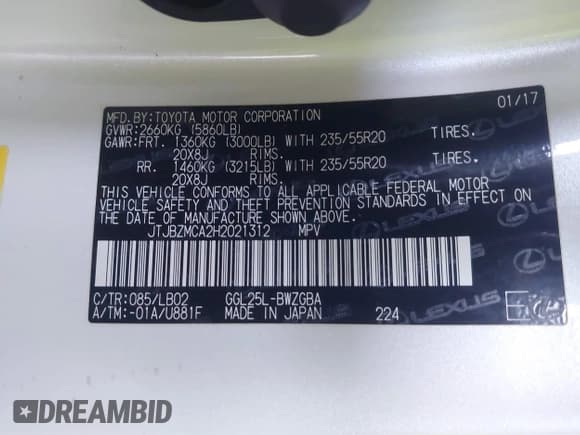 MFD. BY: TOYOTA MOTOR CORPORATION 01/17
GVWR: 2660KG (5860LB)
GAWR: FRT. 1360KG (3000LB) WITH 235/55R20 TIRES.
20X8J RIMS.
RR. 1460KG (3215LB) WITH 235/55R20 TIRES.
20X8J RIMS.
THIS VEHICLE CONFORMS TO ALL APPLICABLE FEDERAL MOTOR
VEHICLE SAFETY AND THEFT PREVENTION STANDARDS IN EFFECT ON
THE DATE OF MANUFACTURE SHOWN ABOVE.
JTJBZMCA2H2021312 MPV
C/TR: 085/LB02 GGL25L-BWZGBA
A/TM: -01A/U881F MADE IN JAPAN 224
LEXUS
DREAMBID